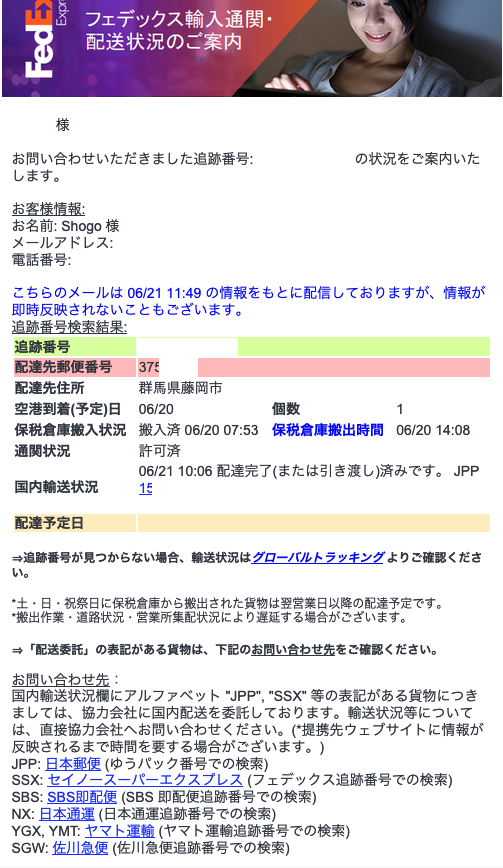 FedEx
Expre
フェデックス輸入通関・
配送状況のご案内
様
お問い合わせいただきました追跡番号: の状況をご案内いた
します。
お客様情報:
お名前: Shogo 様
メールアドレス:
電話番号:
こちらのメールは 06/21 11:49 の情報をもとに配信しておりますが、情報が
即時反映されないこともございます。
追跡番号検索結果:
追跡番号
配達先郵便番号 375
配達先住所 群馬県藤岡市
空港到着(予定)日 06/20 個数 1
保税倉庫搬入状況 搬入済 06/20 07:53 保税倉庫搬出時間 06/20 14:08
通関状況 許可済
国内輸送状況 06/21 10:06 配達完了(または引き渡し)済みです。 JPP
15
配達予定日
⇒追跡番号が見つからない場合、輸送状況はグローバルトラッキング よりご確認くださ
い。
*土・日・祝祭日に保税倉庫から搬出された貨物は翌営業日以降の配達予定です。
*搬出作業・道路状況・営業所集配状況により遅延する場合がございます。
⇒「配送委託」の表記がある貨物は、下記のお問い合わせ先をご確認ください。
お問い合わせ先：
国内輸送状況欄にアルファベット "JPP", "SSX" 等の表記がある貨物につき
ましては、協力会社に国内配送を委託しております。輸送状況等について
は、直接協力会社へお問い合わせください。(*提携先ウェブサイトに情報が
反映されるまで時間を要する場合がございます。)
JPP: 日本郵便 (ゆうパック番号での検索)
SSX: セイノースーパーエクスプレス (フェデックス追跡番号での検索)
SBS: SBS即配便 (SBS 即配便追跡番号での検索)
NX: 日本通運 (日本通運追跡番号での検索)
YGX, YMT: ヤマト運輸 (ヤマト運輸追跡番号での検索)
SGW: 佐川急便 (佐川急便追跡番号での検索)